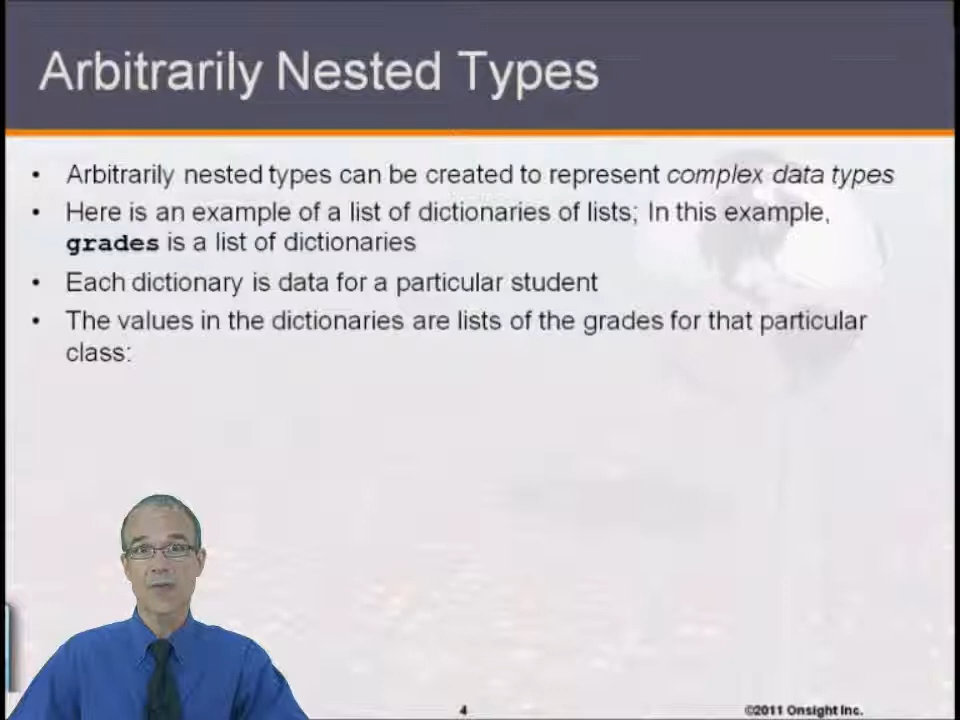 Arbitrarily Nested Types
• Arbitrarily nested types can be created to represent complex data types
• Here is an example of a list of dictionaries of lists; In this example,
grades is a list of dictionaries
• Each dictionary is data for a particular student
• The values in the dictionaries are lists of the grades for that particular
class:
4
©2011 Onsight Inc.